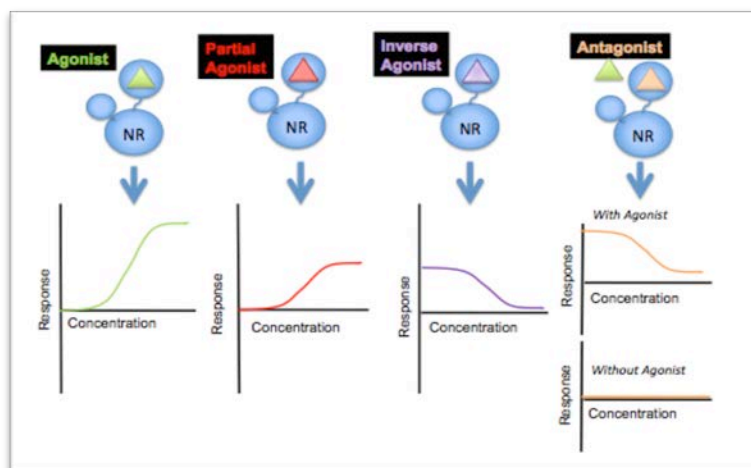 Agonist
NR
Response
Concentration
Partial
Agonist
NR
Response
Concentration
Inverse
Agonist
NR
Response
Concentration
Antagonist
NR
With Agonist
Response
Concentration
Without Agonist
Response
Concentration